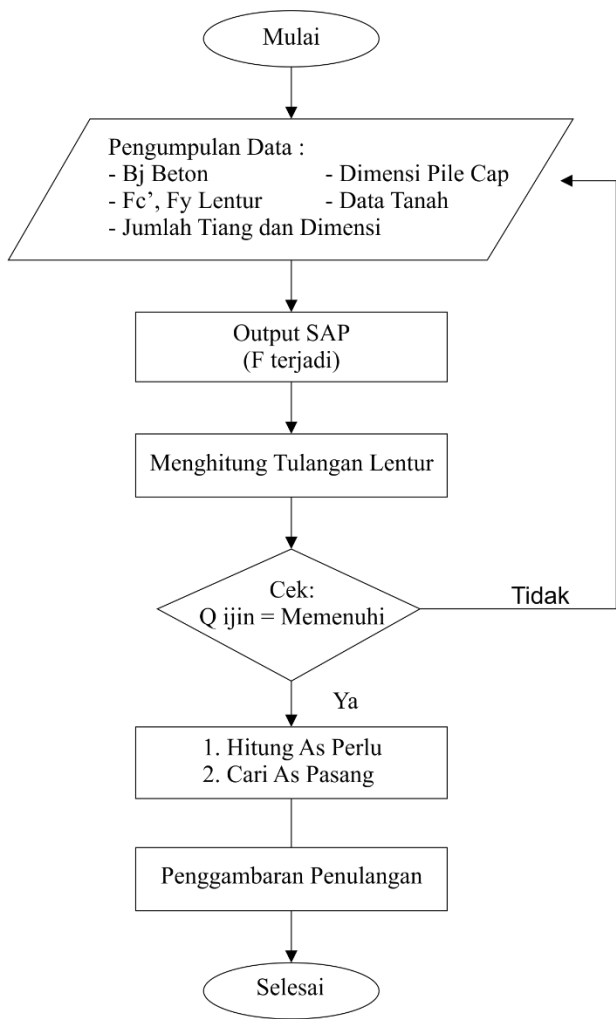 Mulai
Pengumpulan Data :
- Bj Beton - Dimensi Pile Cap
- Fc’, Fy Lentur - Data Tanah
- Jumlah Tiang dan Dimensi
Output SAP
(F terjadi)
Menghitung Tulangan Lentur
Cek:
Q ijin = Memenuhi
Tidak
Ya
1. Hitung As Perlu
2. Cari As Pasang
Penggambaran Penulangan
Selesai